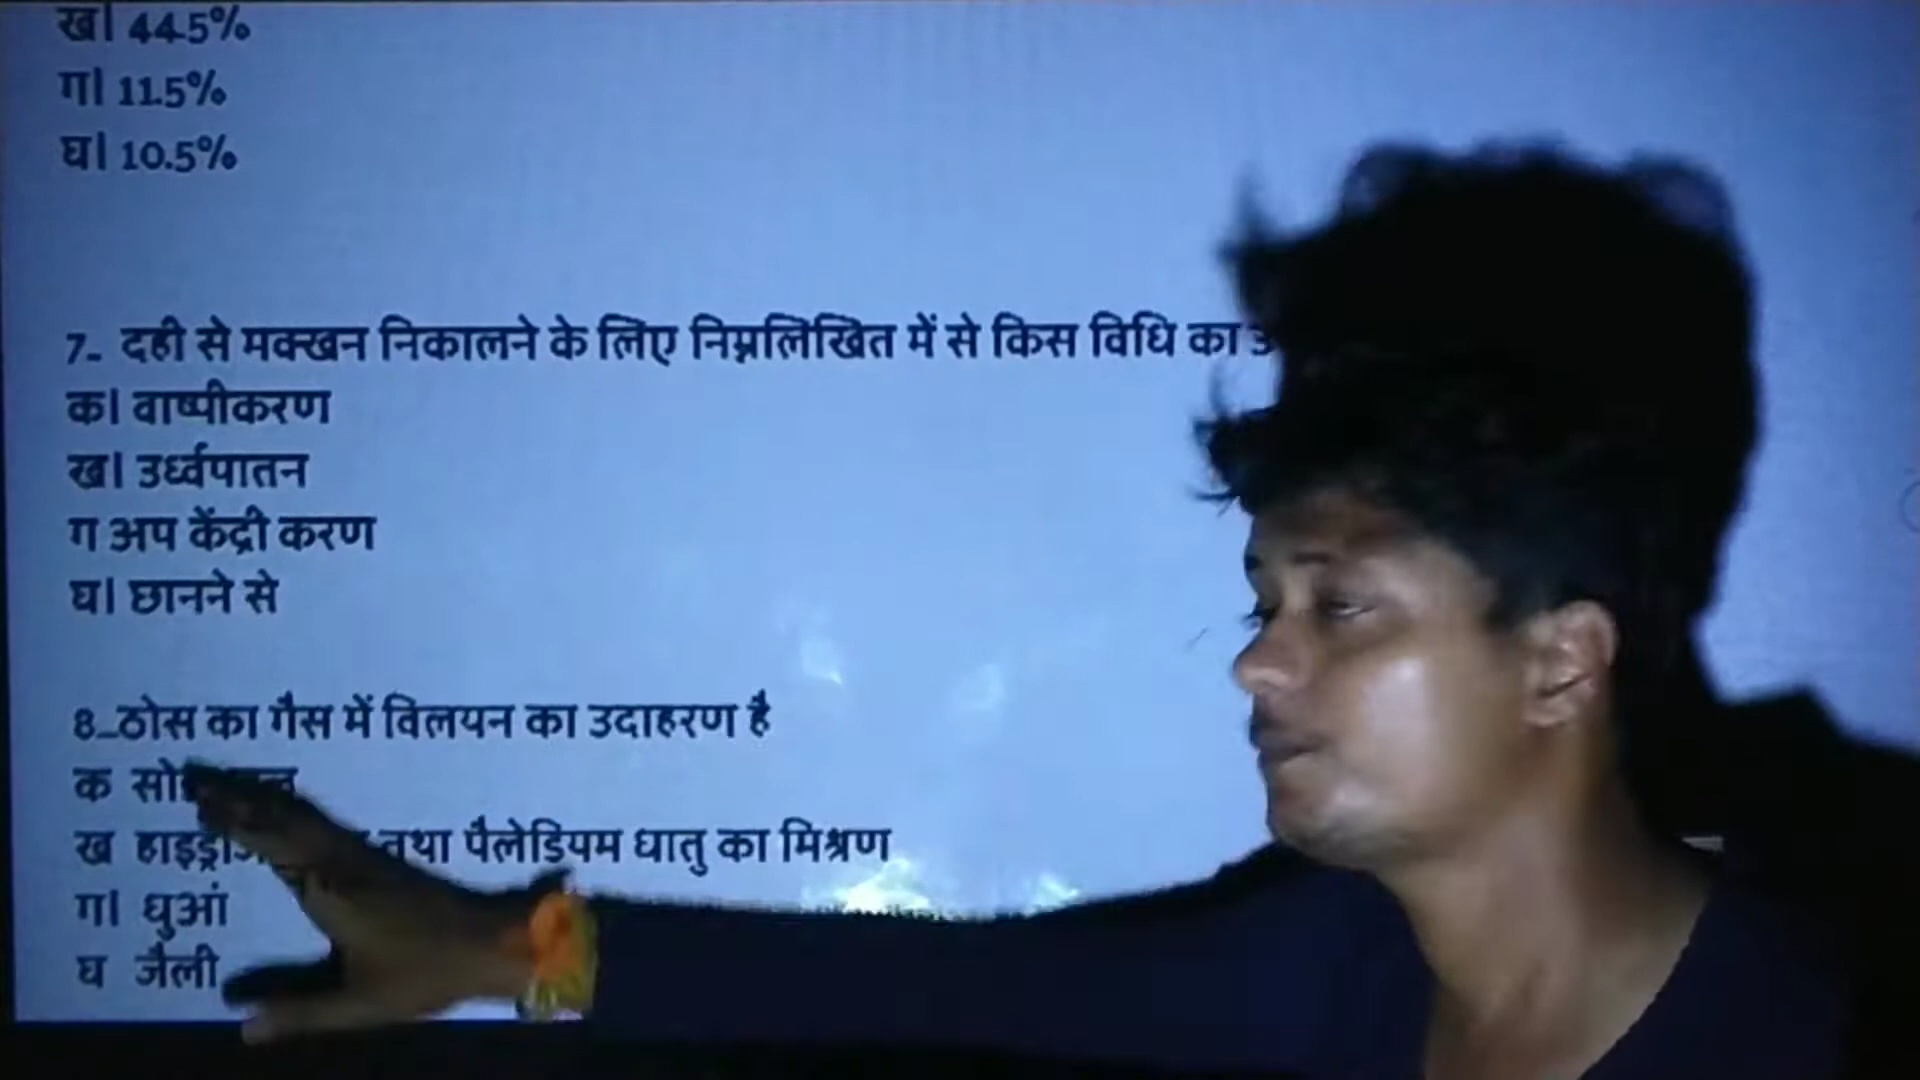 ख। 44.5%
ग। 11.5%
घ। 10.5%
7- दही से मक्खन निकालने के लिए निम्नलिखित में से किस विधि का
क। वाष्पीकरण
ख। उर्ध्वपातन
ग अप केंद्री करण
घ। छानने से
8_ठोस का गैस में विलयन का उदाहरण है
क
ख तथा पैलेडियम धातु का मिश्रण
ग। धुआं
घ जैली